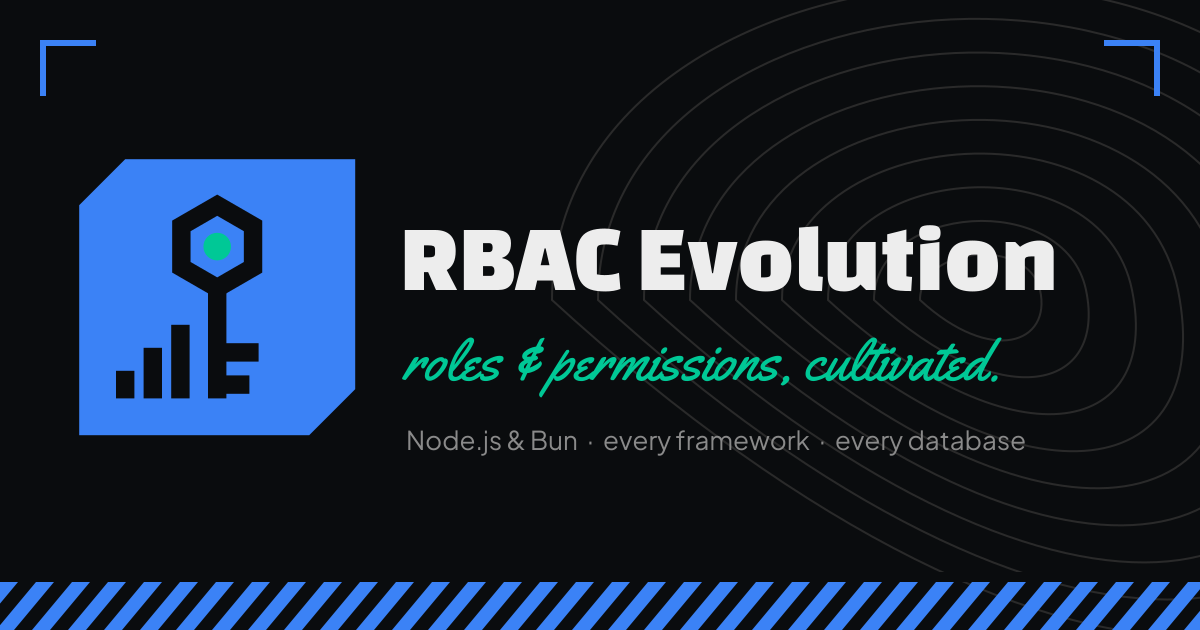 RBAC Evolution
roles & permissions, cultivated.
Node.js & Bun · every framework · every database